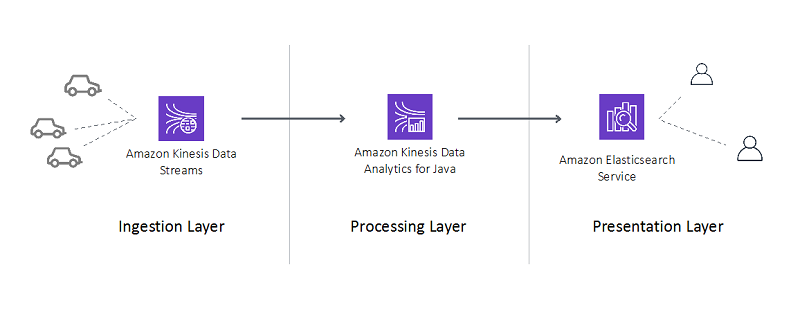 Amazon Kinesis Data
Streams
Amazon Kinesis Data
Analytics for Java
Amazon Elasticsearch
Service
Ingestion Layer
Processing Layer
Presentation Layer